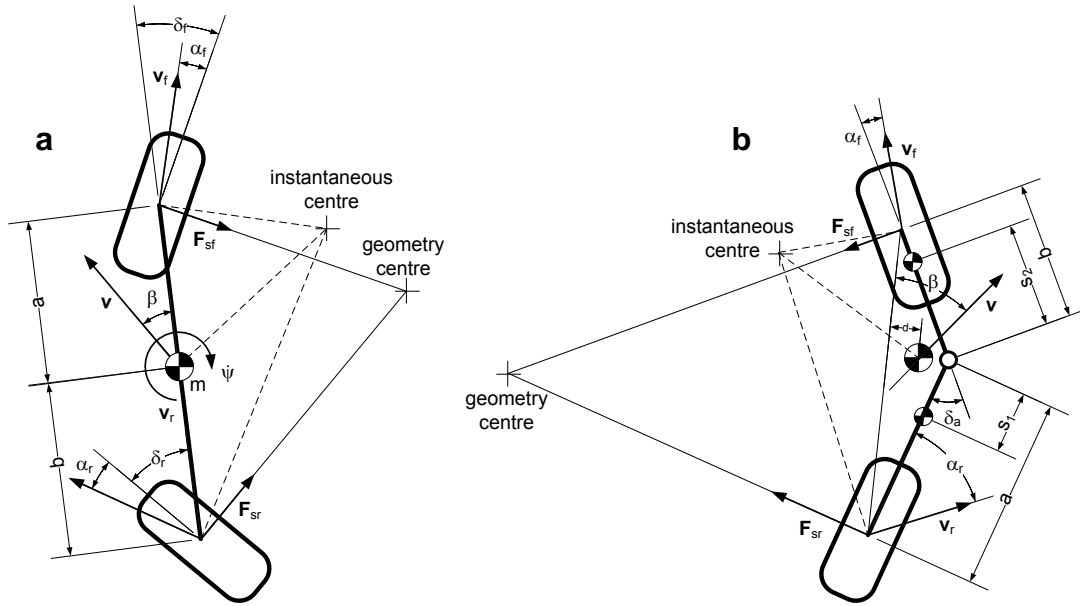 a
δf
αf
vf
instantaneous
centre
geometry
centre
Fsf
a
v
β
ψ̇
m
vr
b
αr
δr
Fsr
b
αf
vf
instantaneous
centre
Fsf
β
s2
b
v
d
geometry
centre
δa
s1
αr
a
Fsr
vr